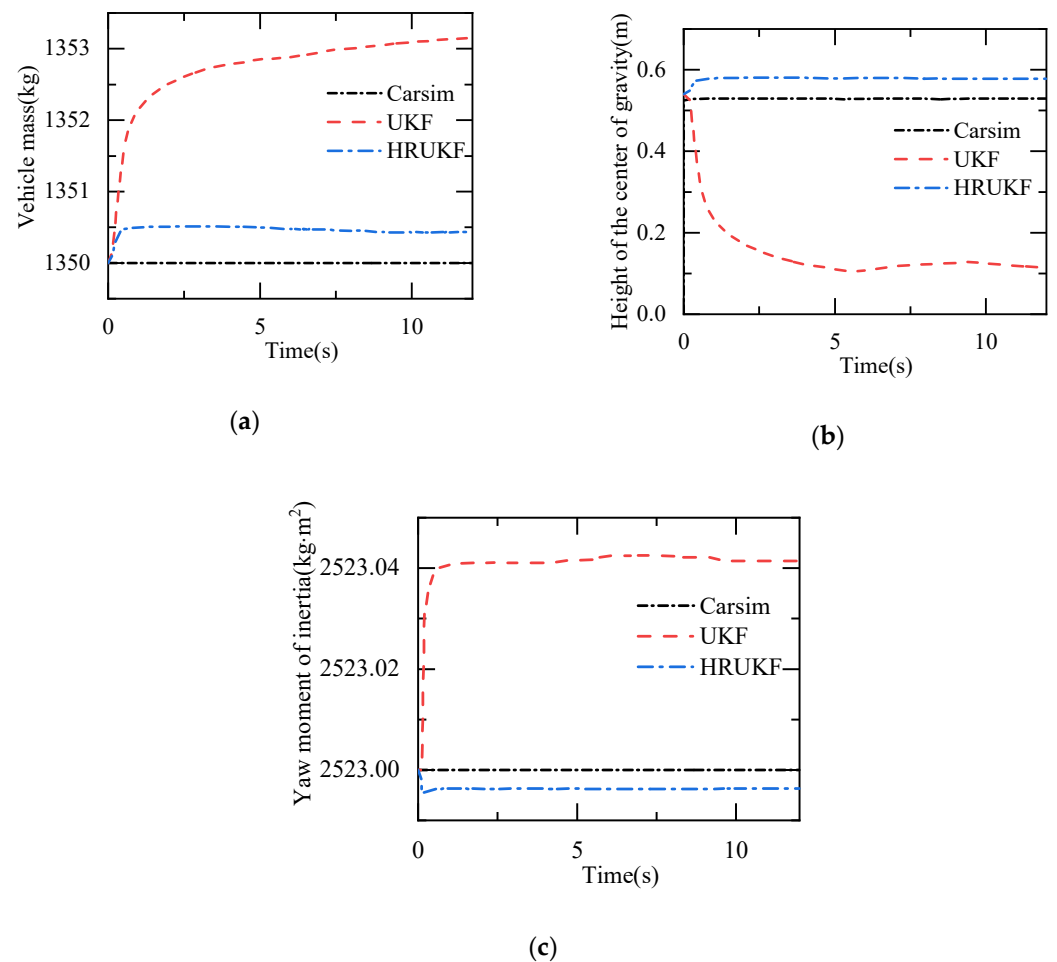 Vehicle mass(kg)
1353
1352
1351
1350
Carsim
UKF
HRUKF
0 5 10
Time(s)
(a)
Height of the center of gravity(m)
0.6
0.4
0.2
0.0
Carsim
UKF
HRUKF
0 5 10
Time(s)
(b)
Yaw moment of inertia(kg·m²)
2523.04
2523.02
2523.00
Carsim
UKF
HRUKF
0 5 10
Time(s)
(c)